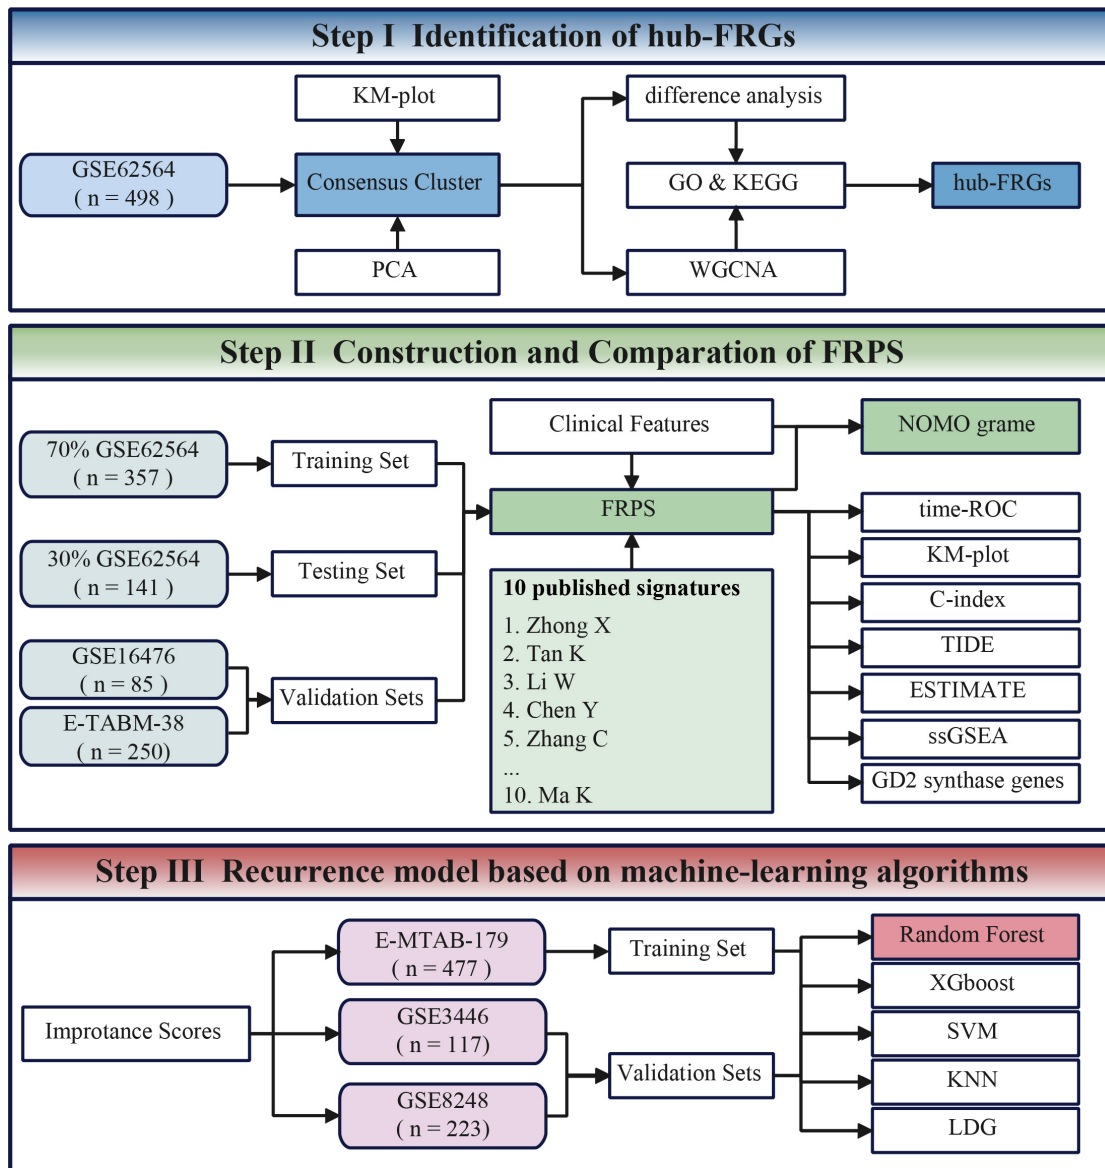 Step I  Identification of hub-FRGs
KM-plot
difference analysis
GSE62564
( n = 498 )
Consensus Cluster
GO & KEGG
hub-FRGs
PCA
WGCNA
Step II  Construction and Comparation of FRPS
70% GSE62564
( n = 357 )
Training Set
30% GSE62564
( n = 141 )
Testing Set
GSE16476
( n = 85 )
E-TABM-38
( n = 250)
Validation Sets
Clinical Features
FRPS
10 published signatures
1. Zhong X
2. Tan K
3. Li W
4. Chen Y
5. Zhang C
...
10. Ma K
NOMO grame
time-ROC
KM-plot
C-index
TIDE
ESTIMATE
ssGSEA
GD2 synthase genes
Step III  Recurrence model based on machine-learning algorithms
Improtance Scores
E-MTAB-179
( n = 477 )
GSE3446
( n = 117)
GSE8248
( n = 223)
Training Set
Validation Sets
Random Forest
XGboost
SVM
KNN
LDG